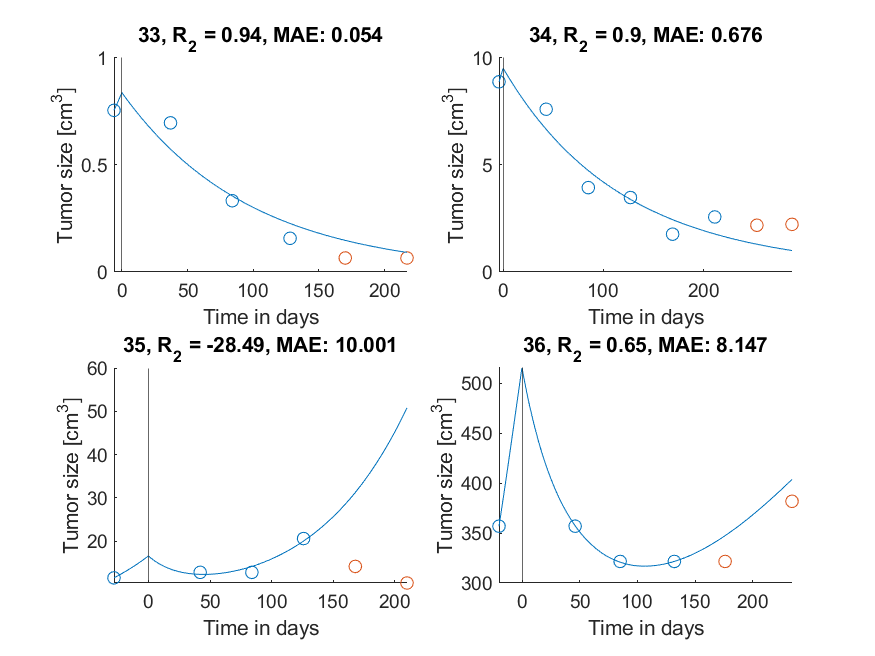 33, R2 = 0.94, MAE: 0.054
1
0.5
0
Tumor size [cm3]
0 50 100 150 200
Time in days
34, R2 = 0.9, MAE: 0.676
10
5
0
Tumor size [cm3]
0 100 200
Time in days
35, R2 = -28.49, MAE: 10.001
60
50
40
30
20
Tumor size [cm3]
0 50 100 150 200
Time in days
36, R2 = 0.65, MAE: 8.147
500
450
400
350
300
Tumor size [cm3]
0 50 100 150 200
Time in days